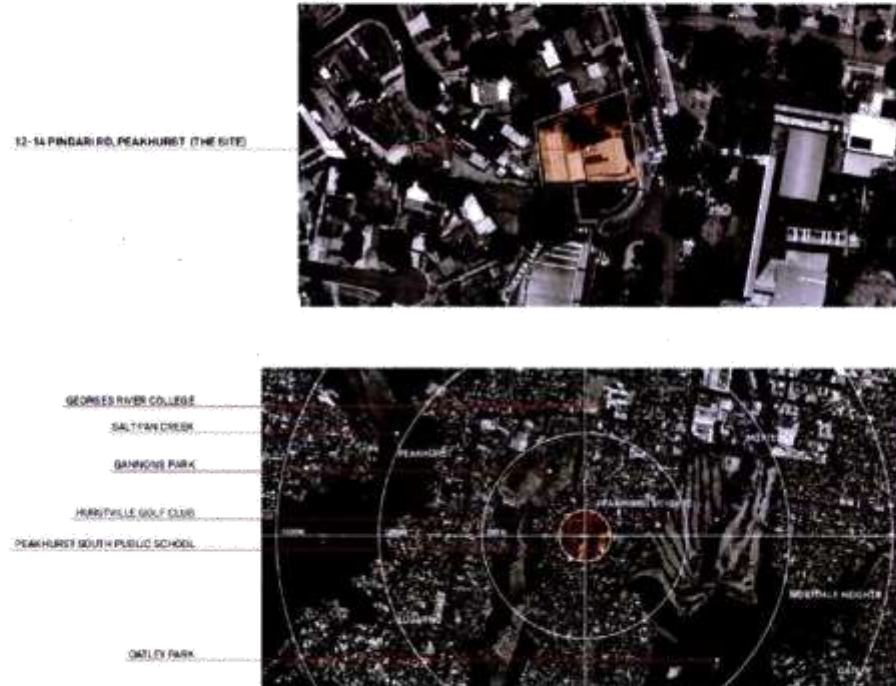 12-14 PINDARI RD, PEAKHURST (THE SITE)
GEORGES RIVER COLLEGE
SALTPAN CREEK
GANNONS PARK
HURSTVILLE GOLF CLUB
PEAKHURST SOUTH PUBLIC SCHOOL
OATLEY PARK
PEAKHURST
PEAKHURST HEIGHTS
MORTDALE HEIGHTS
OATLEY